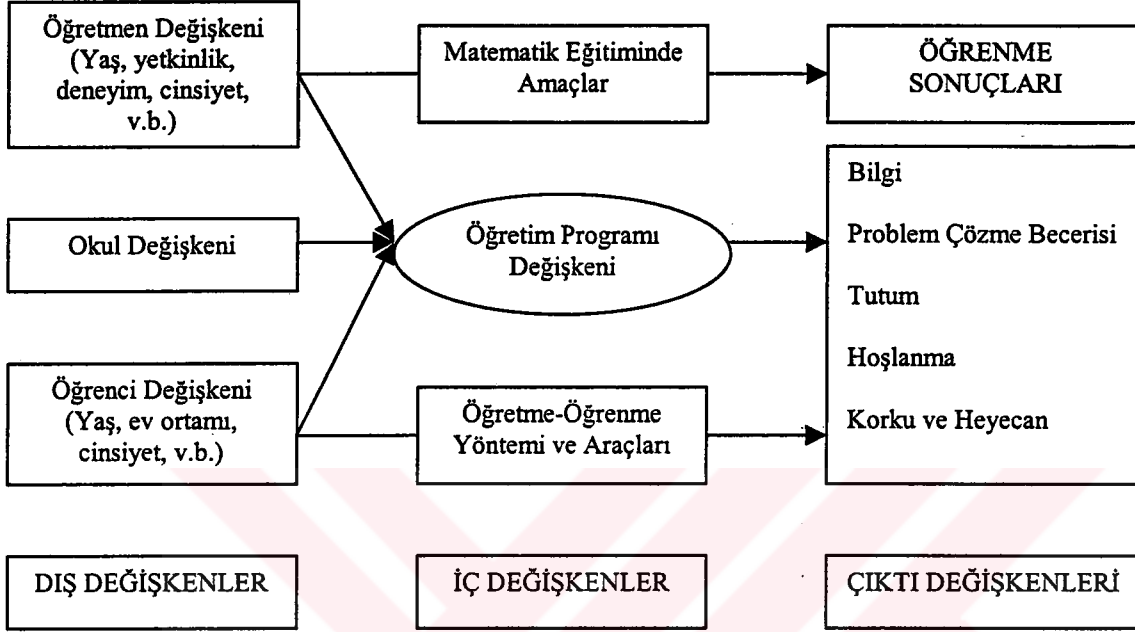 Öğretmen Değişkeni
(Yaş, yetkinlik,
deneyim, cinsiyet,
v.b.)
Matematik Eğitiminde
Amaçlar
ÖĞRENME
SONUÇLARI
Okul Değişkeni
Öğretim Programı
Değişkeni
Bilgi
Problem Çözme Becerisi
Tutum
Hoşlanma
Korku ve Heyecan
Öğrenci Değişkeni
(Yaş, ev ortamı,
cinsiyet, v.b.)
Öğretme-Öğrenme
Yöntemi ve Araçları
DIŞ DEĞİŞKENLER
İÇ DEĞİŞKENLER
ÇIKTI DEĞİŞKENLERİ